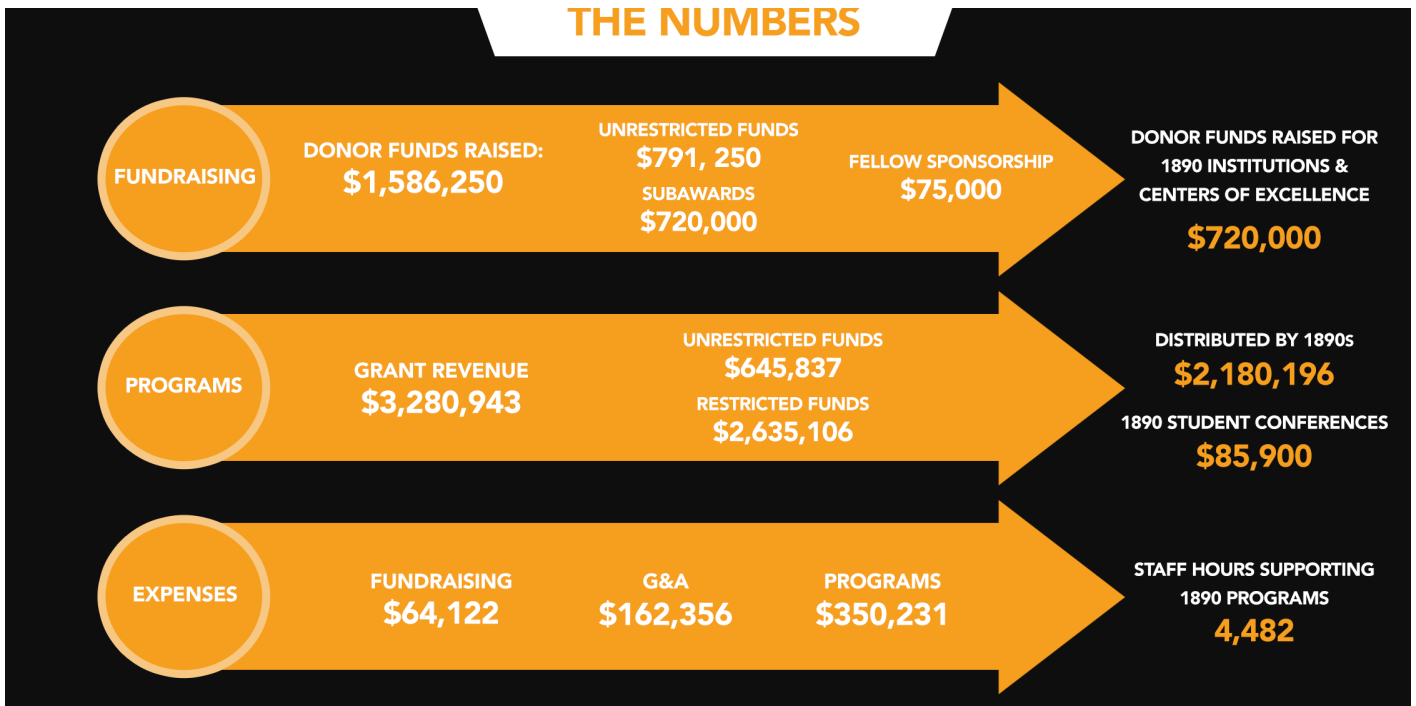 THE NUMBERS
FUNDRAISING
DONOR FUNDS RAISED:
$1,586,250
UNRESTRICTED FUNDS
$791, 250
SUBAWARDS
$720,000
FELLOW SPONSORSHIP
$75,000
DONOR FUNDS RAISED FOR
1890 INSTITUTIONS &
CENTERS OF EXCELLENCE
$720,000
PROGRAMS
GRANT REVENUE
$3,280,943
UNRESTRICTED FUNDS
$645,837
RESTRICTED FUNDS
$2,635,106
DISTRIBUTED BY 1890s
$2,180,196
1890 STUDENT CONFERENCES
$85,900
EXPENSES
FUNDRAISING
$64,122
G&A
$162,356
PROGRAMS
$350,231
STAFF HOURS SUPPORTING
1890 PROGRAMS
4,482